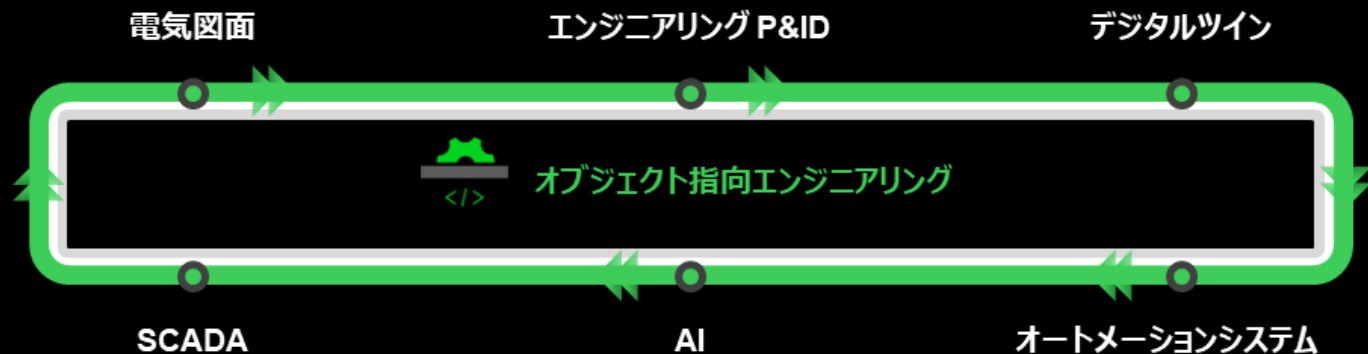 電気図面
エンジニアリング P&ID
デジタルツイン
</>
オブジェクト指向エンジニアリング
SCADA
AI
オートメーションシステム